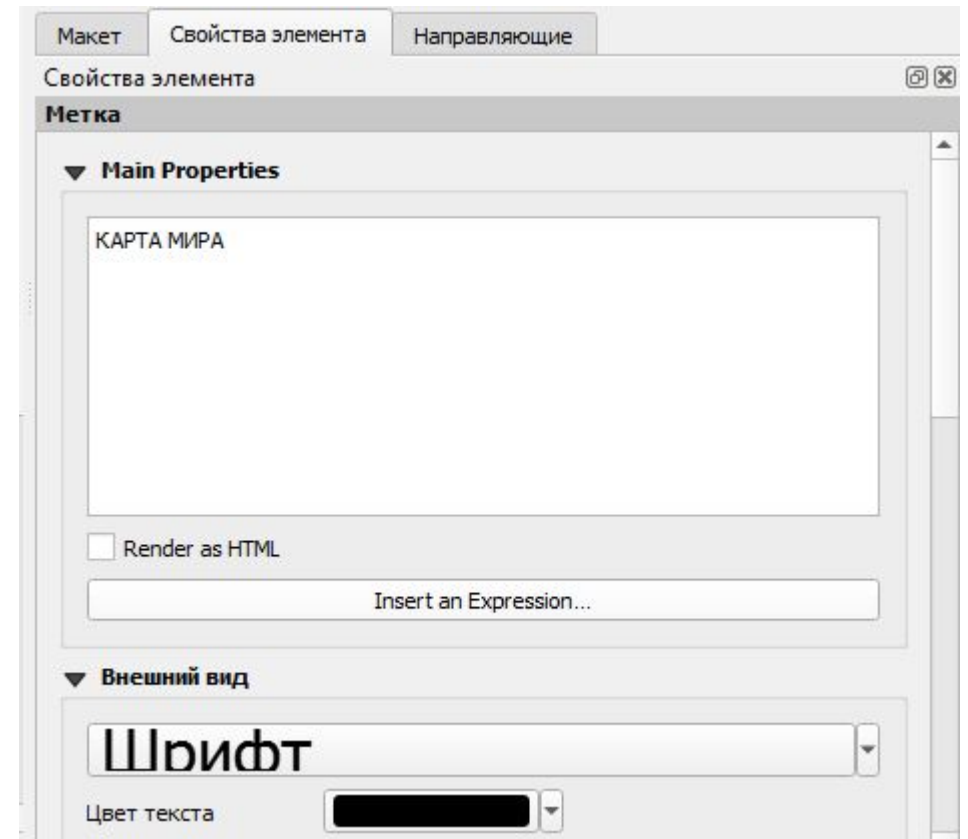 Макет Свойства элемента Направляющие
Свойства элемента
Метка
Main Properties
КАРТА МИРА
Render as HTML
Insert an Expression...
Внешний вид
Шрифт
Цвет текста